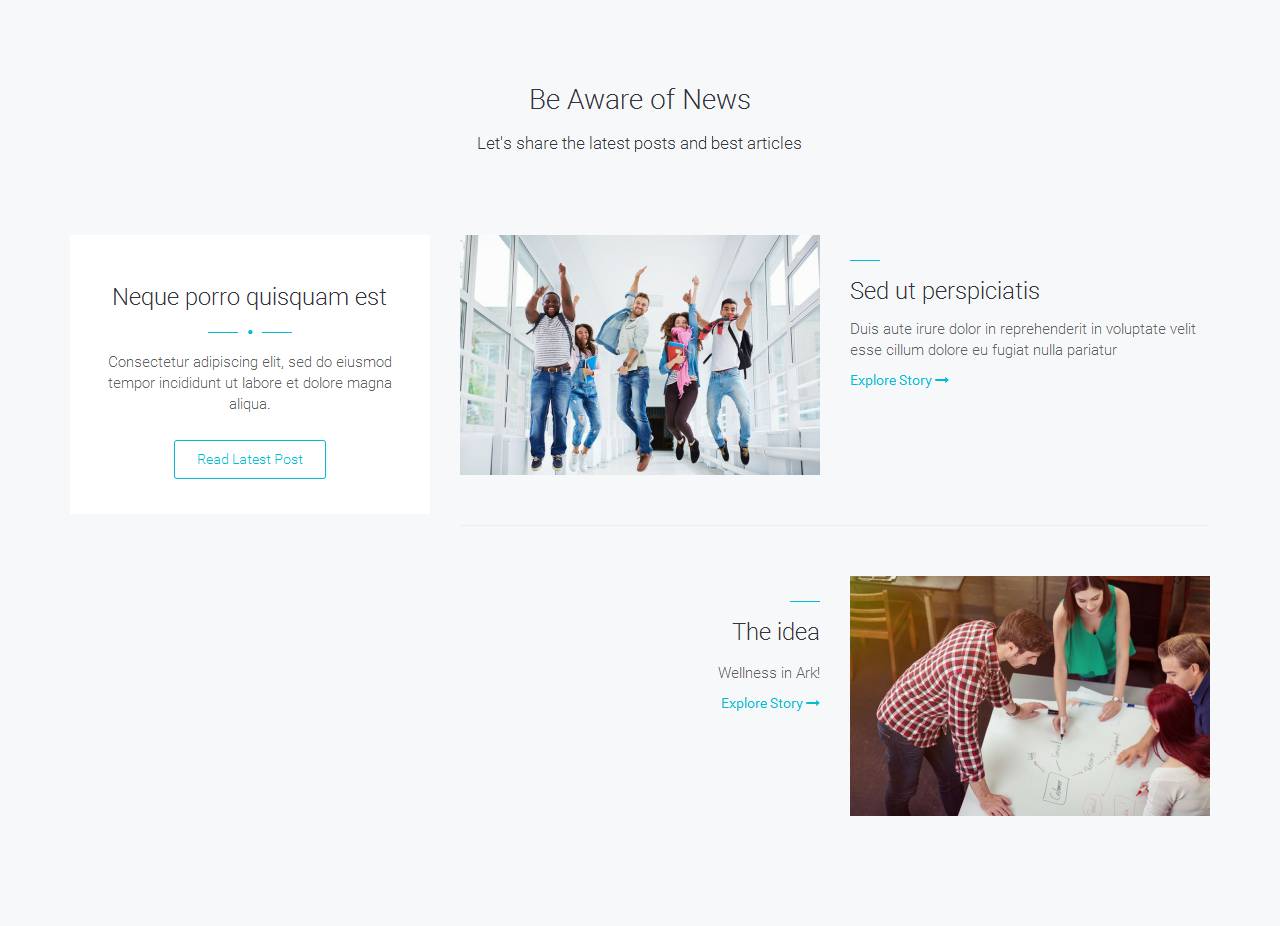 Be Aware of News
Let's share the latest posts and best articles
Neque porro quisquam est
Consectetur adipiscing elit, sed do eiusmod
tempor incididunt ut labore et dolore magna
aliqua.
Read Latest Post
Sed ut perspiciatis
Duis aute irure dolor in reprehenderit in voluptate velit
esse cillum dolore eu fugiat nulla pariatur
Explore Story
The idea
Wellness in Ark!
Explore Story
Customer